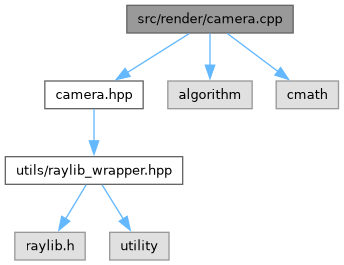 src/render/camera.cpp
camera.hpp
algorithm
cmath
utils/raylib_wrapper.hpp
raylib.h
utility